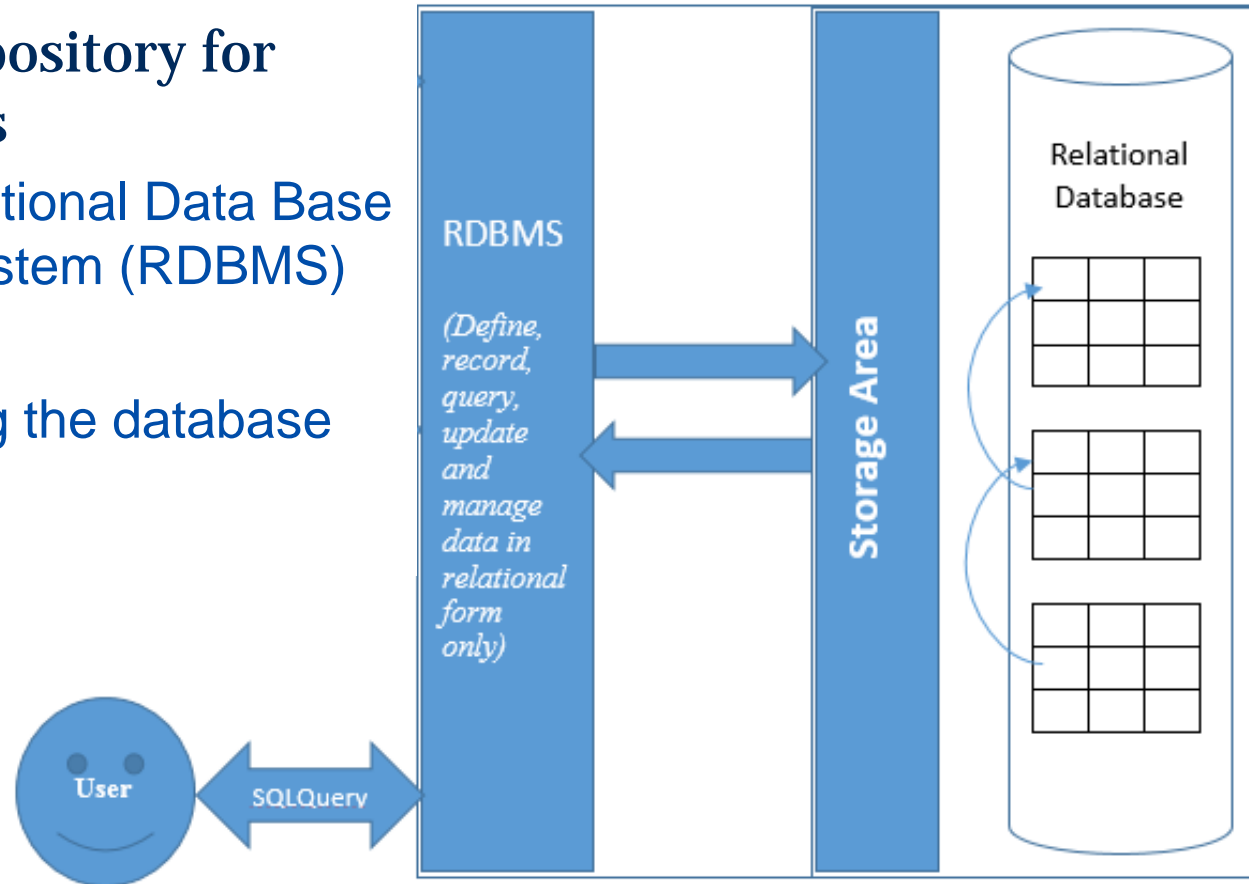 pository for
s
tional Data Base
stem (RDBMS)
g the database
RDBMS
(Define,
record,
query,
update
and
manage
data in
relational
form
only)
Storage Area
Relational
Database
User
SQLQuery